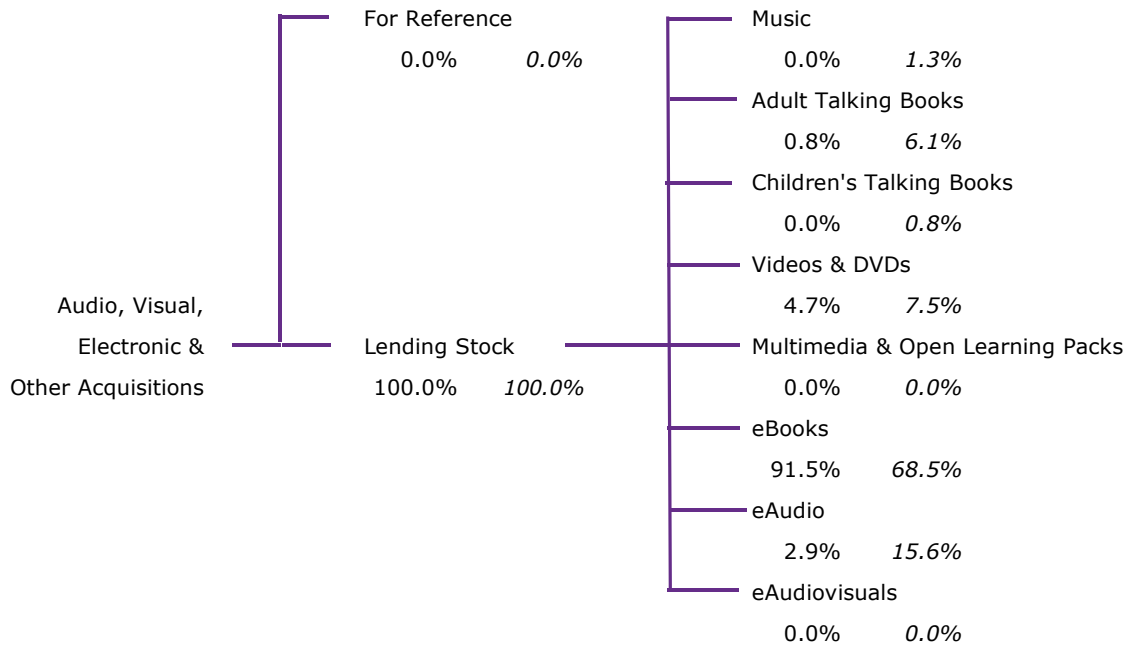 For Reference
0.0% 0.0%
Audio, Visual,
Electronic &
Other Acquisitions
Lending Stock
100.0% 100.0%
Music
0.0% 1.3%
Adult Talking Books
0.8% 6.1%
Children's Talking Books
0.0% 0.8%
Videos & DVDs
4.7% 7.5%
Multimedia & Open Learning Packs
0.0% 0.0%
eBooks
91.5% 68.5%
eAudio
2.9% 15.6%
eAudiovisuals
0.0% 0.0%